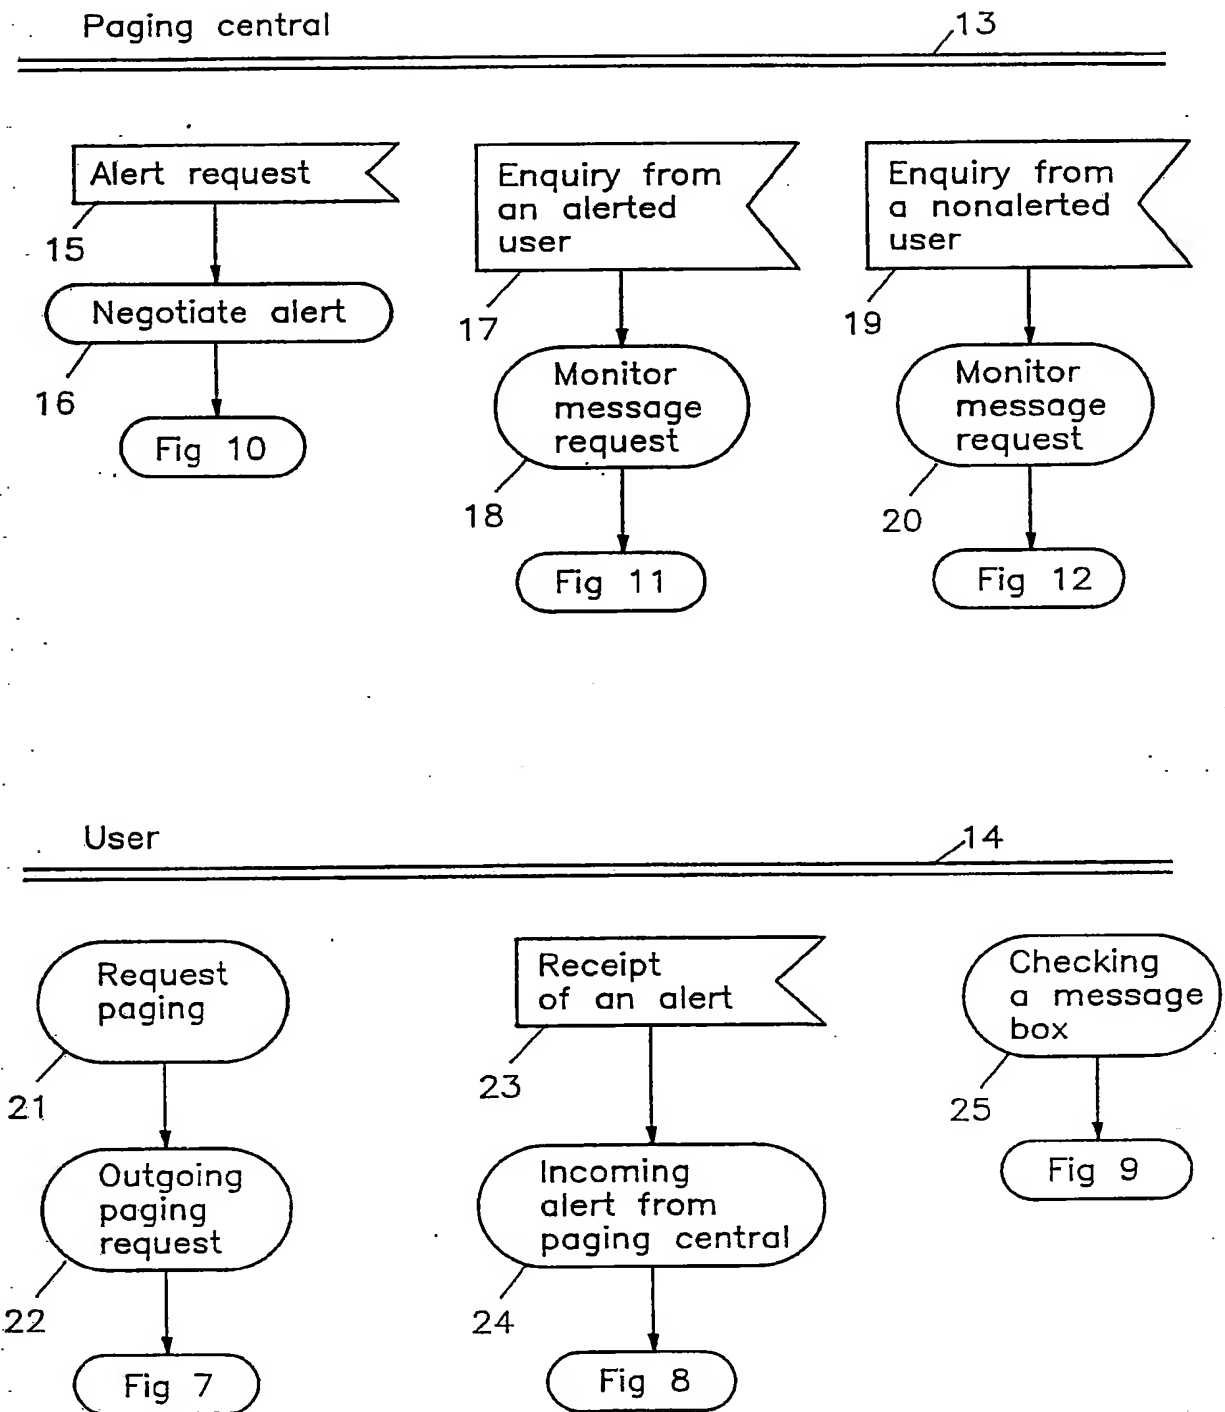 Paging central
13
Alert request
15
Negotiate alert
16
Fig 10
Enquiry from
an alerted
user
17
Monitor
message
request
18
Fig 11
Enquiry from
a nonalerted
user
19
Monitor
message
request
20
Fig 12
User
14
Request
paging
21
Outgoing
paging
request
22
Fig 7
Receipt
of an alert
23
Incoming
alert from
paging central
24
Fig 8
Checking
a message
box
25
Fig 9